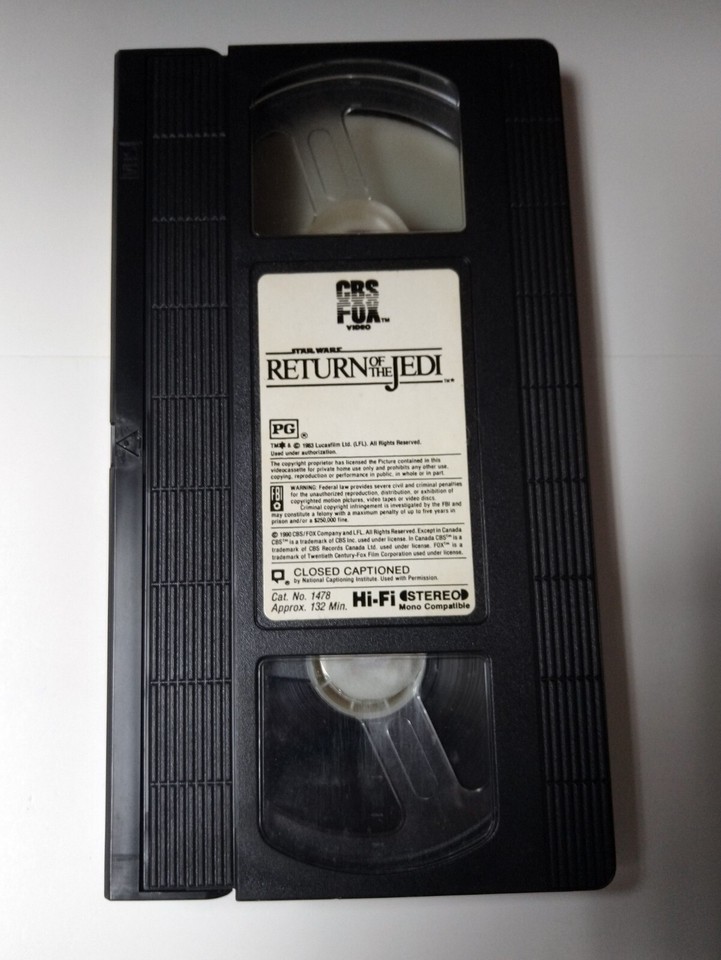 CBS
FOX™
VIDEO
STAR WARS
RETURN OF THE JEDI™*
PG®
TM* & © 1983 Lucasfilm Ltd. (LFL). All Rights Reserved.
Used under authorization.
The copyright proprietor has licensed the Picture contained in this
videocassette for private home use only and prohibits any other use,
copying, reproduction or performance in public, in whole or in part.
FBI
WARNING: Federal law provides severe civil and criminal penalties
for the unauthorized reproduction, distribution, or exhibition of
copyrighted motion pictures, video tapes or video discs.
Criminal copyright infringement is investigated by the FBI and
may constitute a felony with a maximum penalty of up to five years in
prison and/or a $250,000 fine.
© 1990 CBS/FOX Company and LFL. All Rights Reserved. Except in Canada
CBS™ is a trademark of CBS Inc. used under license. In Canada CBS™ is a
trademark of CBS Records Canada Ltd. used under license. FOX™ is a
trademark of Twentieth Century-Fox Film Corporation used under license.
CLOSED CAPTIONED
by National Captioning Institute. Used with Permission.
Cat. No. 1478
Approx. 132 Min.
Hi-Fi STEREO
Mono Compatible